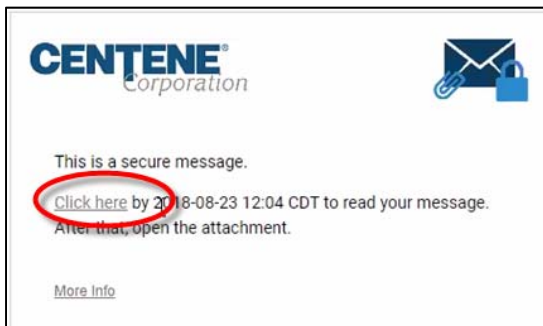 CENTENE®
Corporation
This is a secure message.
Click here by 2018-08-23 12:04 CDT to read your message.
After that, open the attachment.
More Info